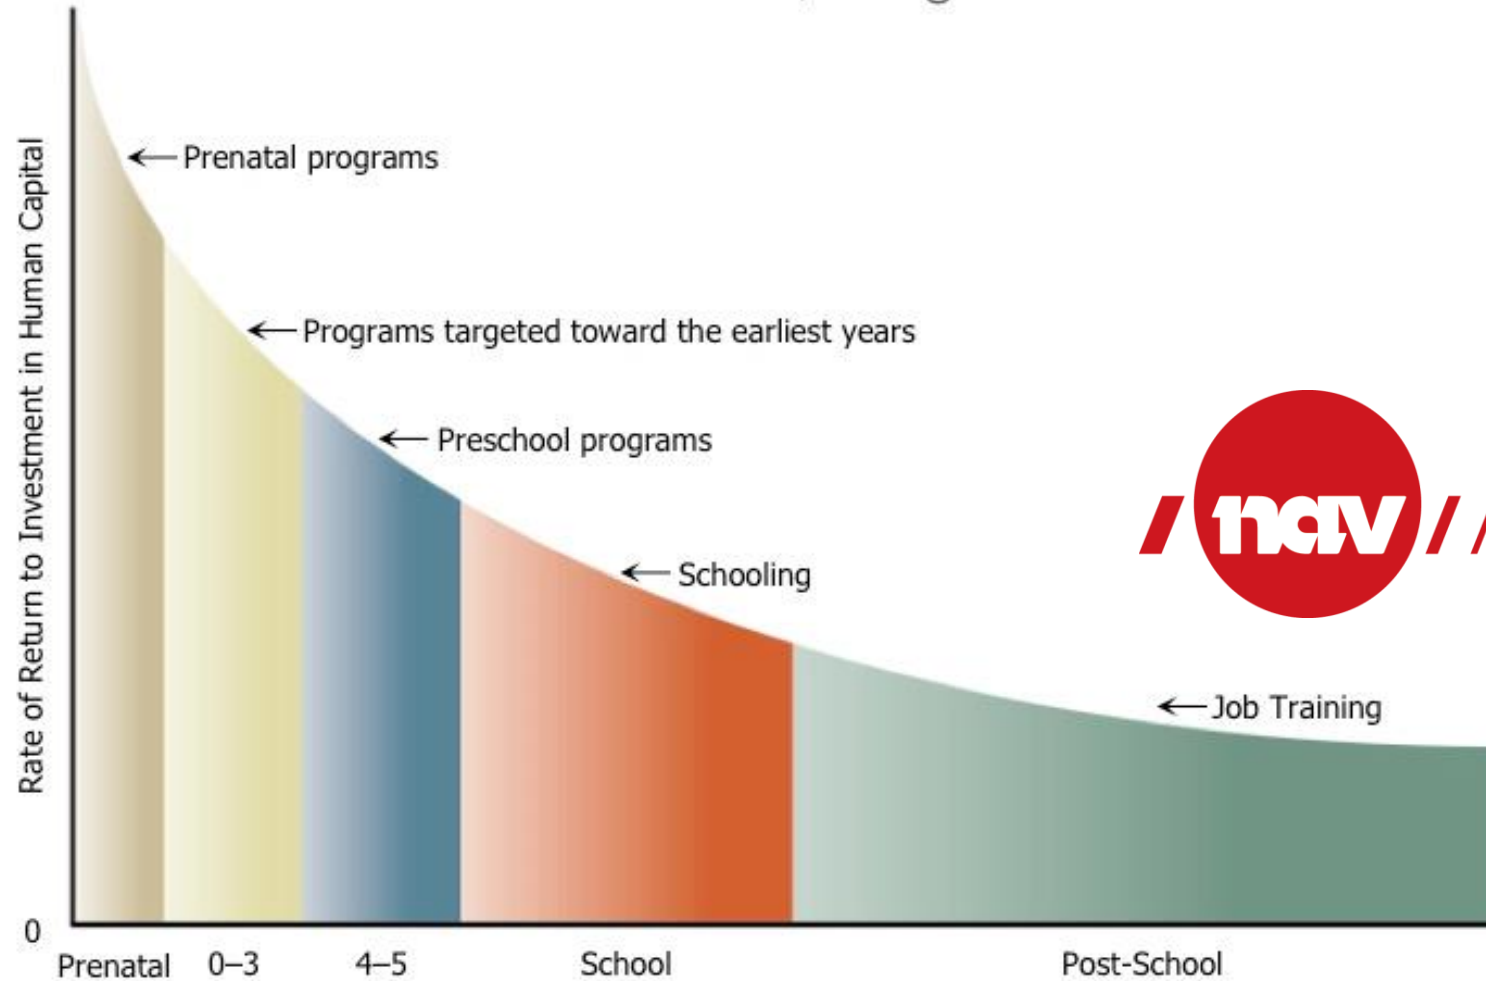 Rate of Return to Investment in Human Capital
Prenatal programs
Programs targeted toward the earliest years
Preschool programs
Schooling
nav
Job Training
0
Prenatal 0–3 4–5 School Post-School